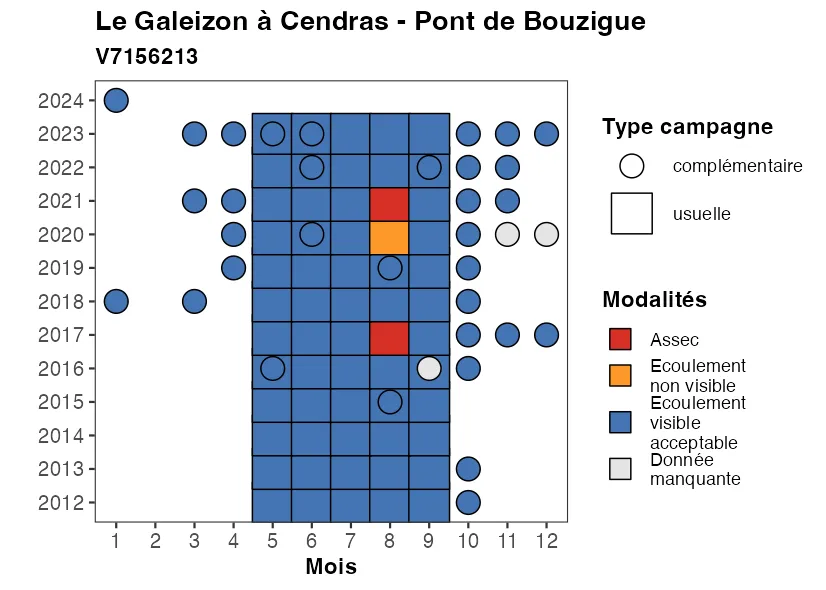 Le Galeizon à Cendras - Pont de Bouzigue
V7156213
2024
2023
2022
2021
2020
2019
2018
2017
2016
2015
2014
2013
2012
1 2 3 4 5 6 7 8 9 10 11 12
Mois
Type campagne
complémentaire
usuelle
Modalités
Assec
Ecoulement
non visible
Ecoulement
visible
acceptable
Donnée
manquante